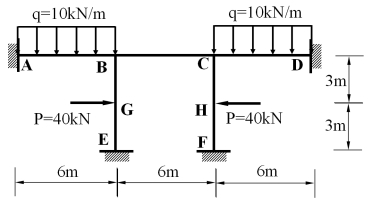 q=10kN/m q=10kN/m
A B C D
3m
G H
P=40kN P=40kN
3m
E F
6m 6m 6m